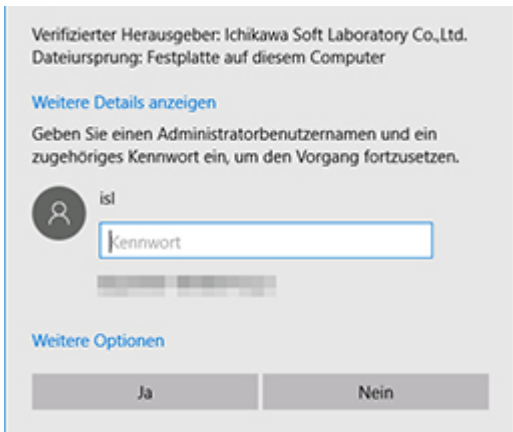 Verifizierter Herausgeber: Ichikawa Soft Laboratory Co.,Ltd.
Dateiursprung: Festplatte auf diesem Computer
Weitere Details anzeigen
Geben Sie einen Administratorbenutzernamen und ein
zugehöriges Kennwort ein, um den Vorgang fortzusetzen.
isl
Kennwort
Weitere Optionen
Ja
Nein